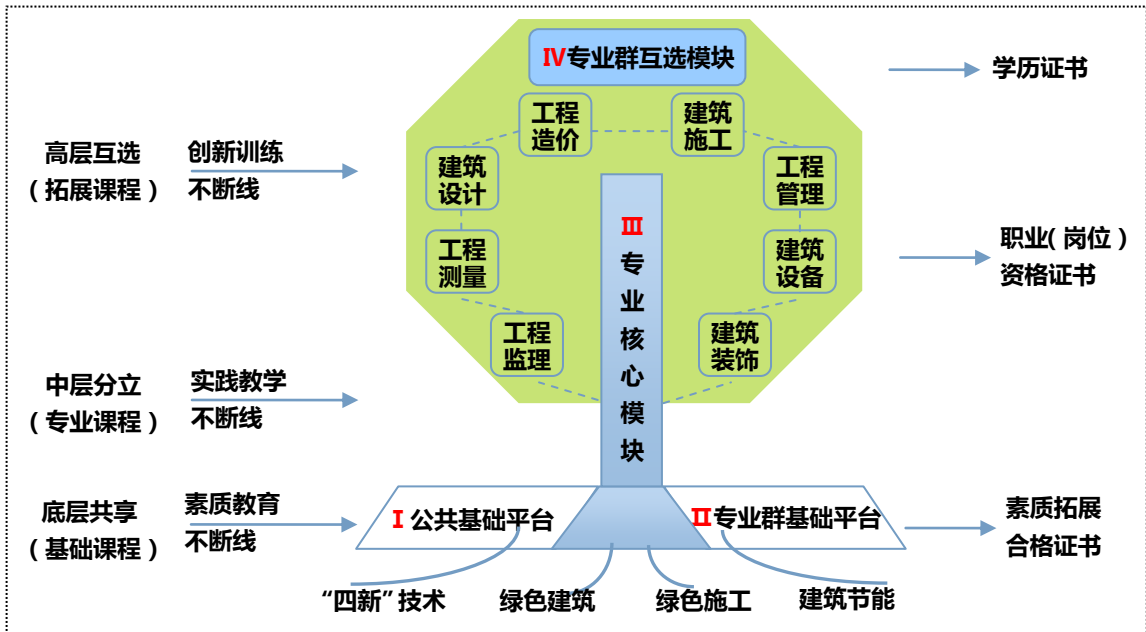 IV专业群互选模块
学历证书
工程
造价
建筑
施工
高层互选
（拓展课程）
创新训练
不断线
建筑
设计
工程
管理
III
专
业
核
心
模
块
工程
测量
建筑
设备
职业（岗位）
资格证书
工程
监理
建筑
装饰
中层分立
（专业课程）
实践教学
不断线
底层共享
（基础课程）
素质教育
不断线
I 公共基础平台
II专业群基础平台
素质拓展
合格证书
“四新”技术
绿色建筑
绿色施工
建筑节能